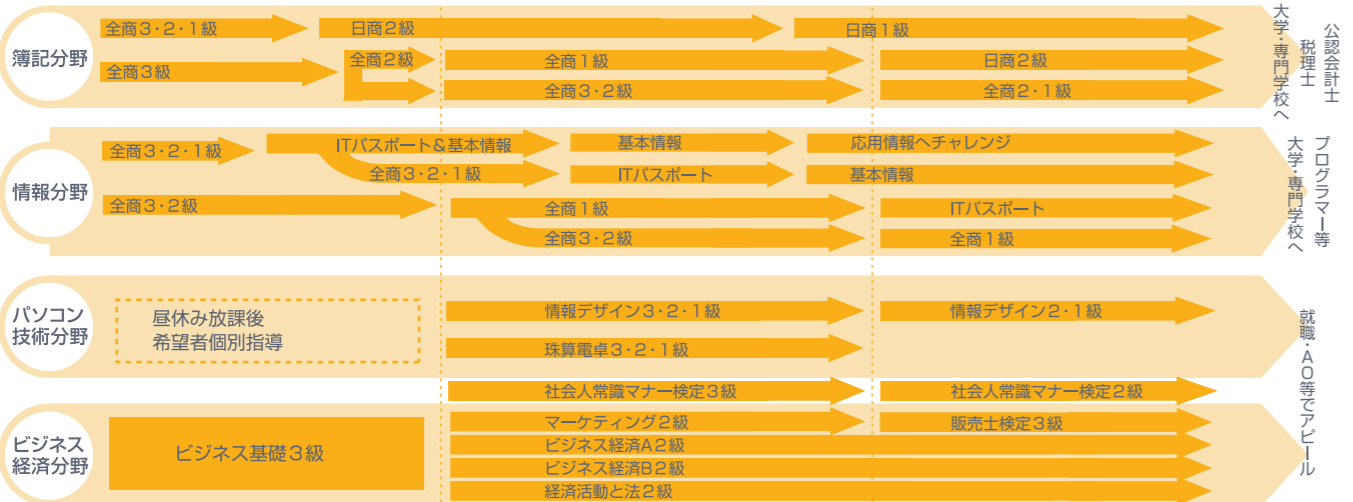 簿記分野
全商3・2・1級
日商2級
日商1級
全商3級
全商2級
全商1級
日商2級
全商3・2級
全商2・1級
大学・専門学校へ
税理士
公認会計士
情報分野
全商3・2・1級
ITパスポート&基本情報
基本情報
応用情報へチャレンジ
全商3・2・1級
ITパスポート
基本情報
全商3・2級
全商1級
ITパスポート
全商3・2級
全商1級
大学・専門学校へ
プログラマー等
パソコン
技術分野
昼休み放課後
希望者個別指導
情報デザイン3・2・1級
情報デザイン2・1級
珠算電卓3・2・1級
社会人常識マナー検定3級
社会人常識マナー検定2級
ビジネス
経済分野
ビジネス基礎3級
マーケティング2級
販売士検定3級
ビジネス経済A2級
ビジネス経済B2級
経済活動と法2級
就職・AO等でアピール